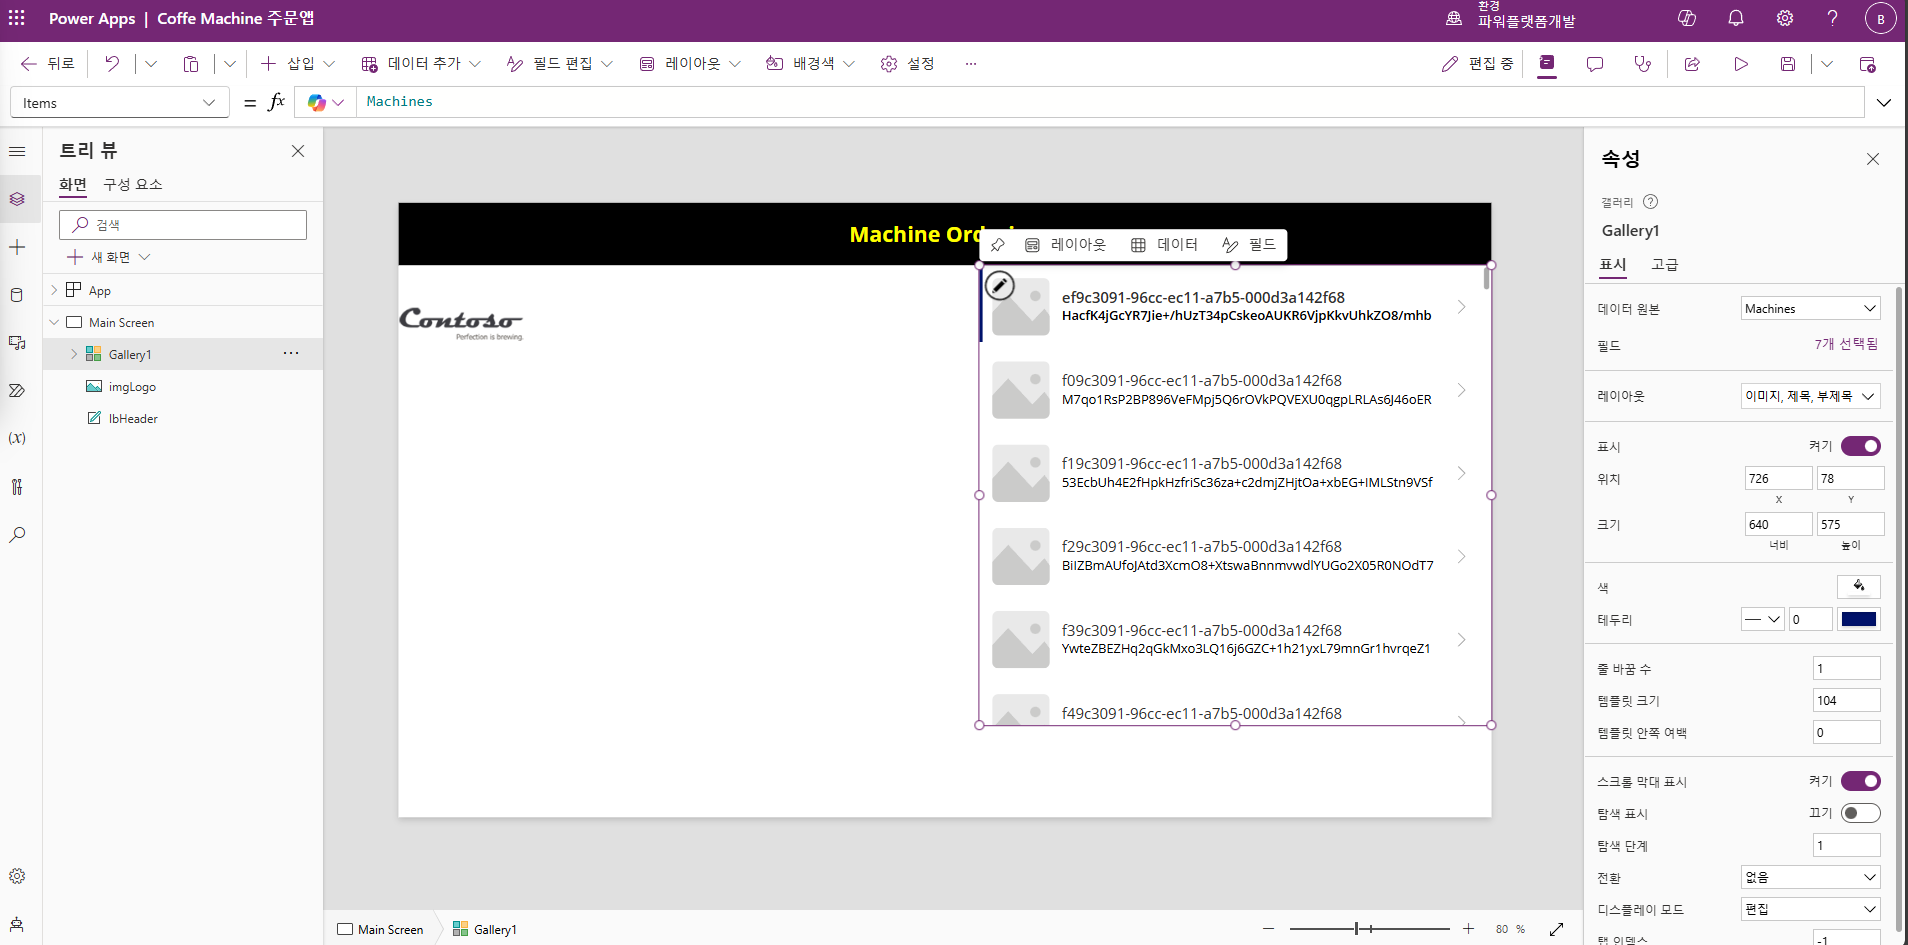 Power Apps | Coffe Machine 주문앱
환경
파워플랫폼개발
B
뒤로
삽입
데이터 추가
필드 편집
레이아웃
배경색
설정
편집 중
Items
= fx
Machines
트리 뷰
화면 구성 요소
검색
새 화면
App
Main Screen
Gallery1
imgLogo
lbHeader
Machine Ord
레이아웃 데이터 필드
Contoso
Perfection is brewing.
ef9c3091-96cc-ec11-a7b5-000d3a142f68
HacfK4jGcYR7Jie+/hUzT34pCskeoAUKR6VjpKkvUhkZO8/mhb
f09c3091-96cc-ec11-a7b5-000d3a142f68
M7qo1RsP2BP896VeFMpj5Q6rOVkPQVEXU0qgpLRLAs6J46oER
f19c3091-96cc-ec11-a7b5-000d3a142f68
53EcbUh4E2fHpkHzfriSc36za+c2dmjZHjtOa+xbEG+IMLStn9VSf
f29c3091-96cc-ec11-a7b5-000d3a142f68
BiIZBmAUfoJAtd3XcmO8+XtswaBnnmvwdlYUGo2X05R0NOdT7
f39c3091-96cc-ec11-a7b5-000d3a142f68
YwteZBEZHq2qGkMxo3LQ16j6GZC+1h21yxL79mnGr1hvrqeZ1
f49c3091-96cc-ec11-a7b5-000d3a142f68
속성
갤러리
Gallery1
표시 고급
데이터 원본 Machines
필드 7개 선택됨
레이아웃 이미지, 제목, 부제목
표시 켜기
위치 726 78
X Y
크기 640 575
너비 높이
색
테두리 0
줄 바꿈 수 1
템플릿 크기 104
템플릿 안쪽 여백 0
스크롤 막대 표시 켜기
탐색 표시 끄기
탐색 단계 1
전환 없음
디스플레이 모드 편집
탭 인덱스 -1
Main Screen Gallery1
80 %